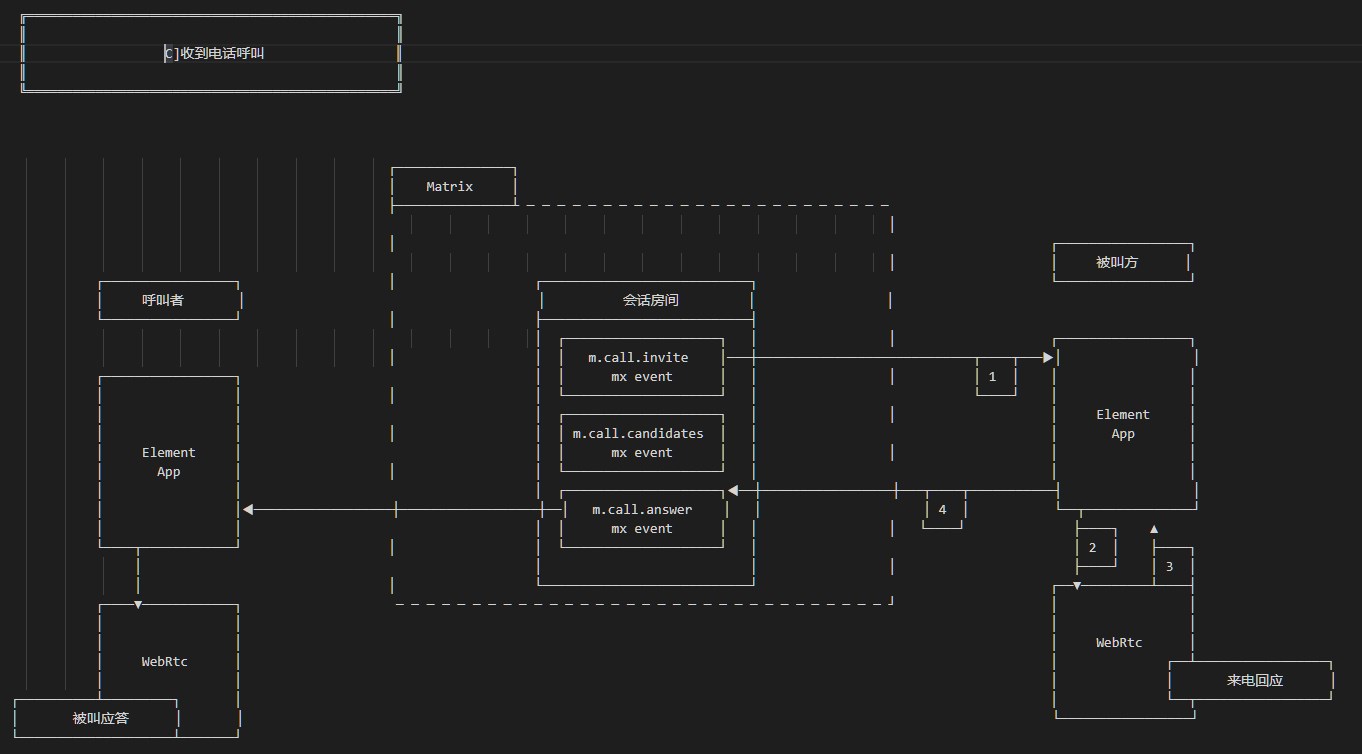 C]收到电话呼叫
Matrix
被叫方
呼叫者
会话房间
m.call.invite
mx event
1
Element
App
m.call.candidates
mx event
Element
App
m.call.answer
mx event
4
2
3
WebRtc
WebRtc
来电回应
被叫应答